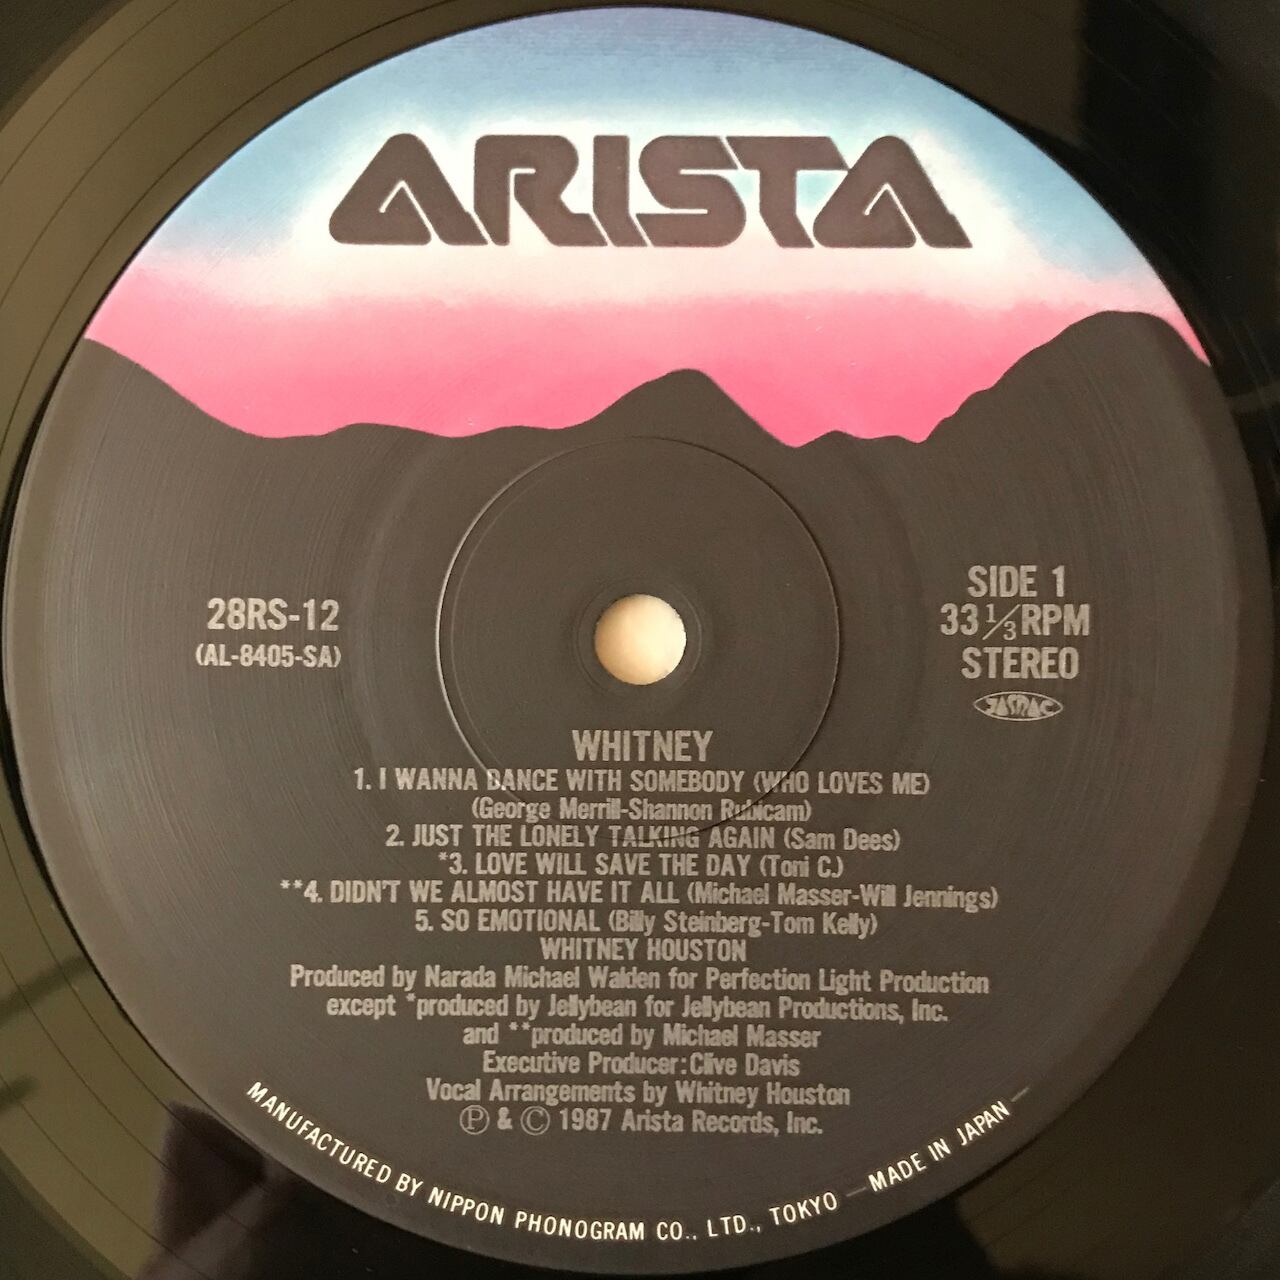 ARISTA
28RS-12
(AL-8405-SA)
SIDE 1
33 1/3 RPM
STEREO
JASRAC
WHITNEY
1. I WANNA DANCE WITH SOMEBODY (WHO LOVES ME)
(George Merrill-Shannon Rubicam)
2. JUST THE LONELY TALKING AGAIN (Sam Dees)
*3. LOVE WILL SAVE THE DAY (Toni C.)
**4. DIDN'T WE ALMOST HAVE IT ALL (Michael Masser-Will Jennings)
5. SO EMOTIONAL (Billy Steinberg-Tom Kelly)
WHITNEY HOUSTON
Produced by Narada Michael Walden for Perfection Light Production
except *produced by Jellybean for Jellybean Productions, Inc.
and **produced by Michael Masser
Executive Producer: Clive Davis
Vocal Arrangements by Whitney Houston
Ⓟ & © 1987 Arista Records, Inc.
MANUFACTURED BY NIPPON PHONOGRAM CO., LTD., TOKYO — MADE IN JAPAN —